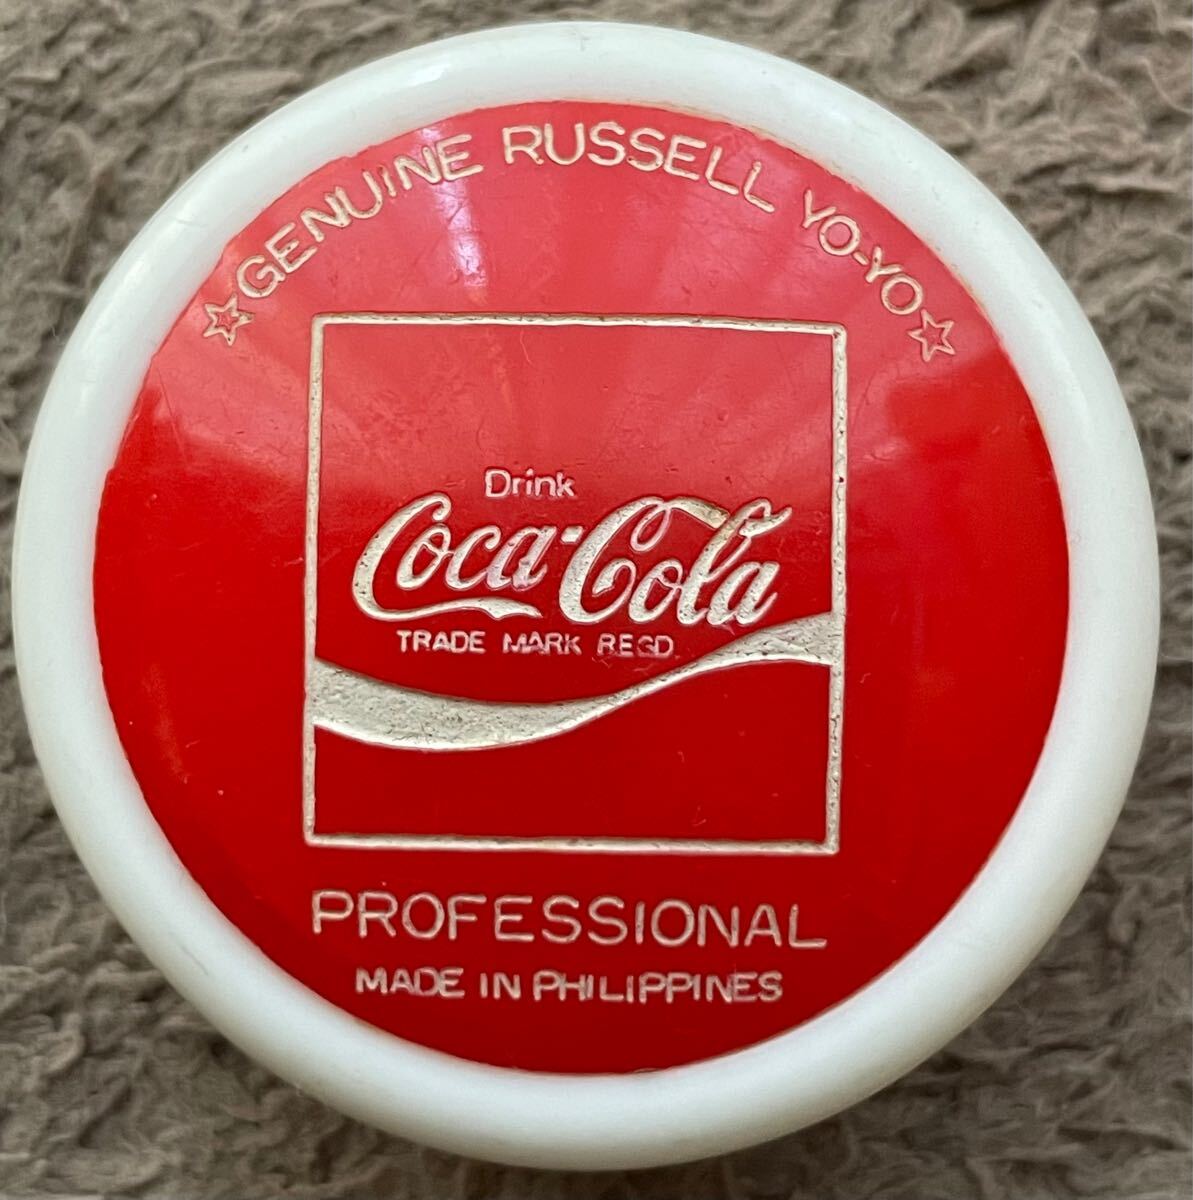 ☆GENUINE RUSSELL YO-YO☆
Drink
Coca-Cola
TRADE MARK REGD.
PROFESSIONAL
MADE IN PHILIPPINES